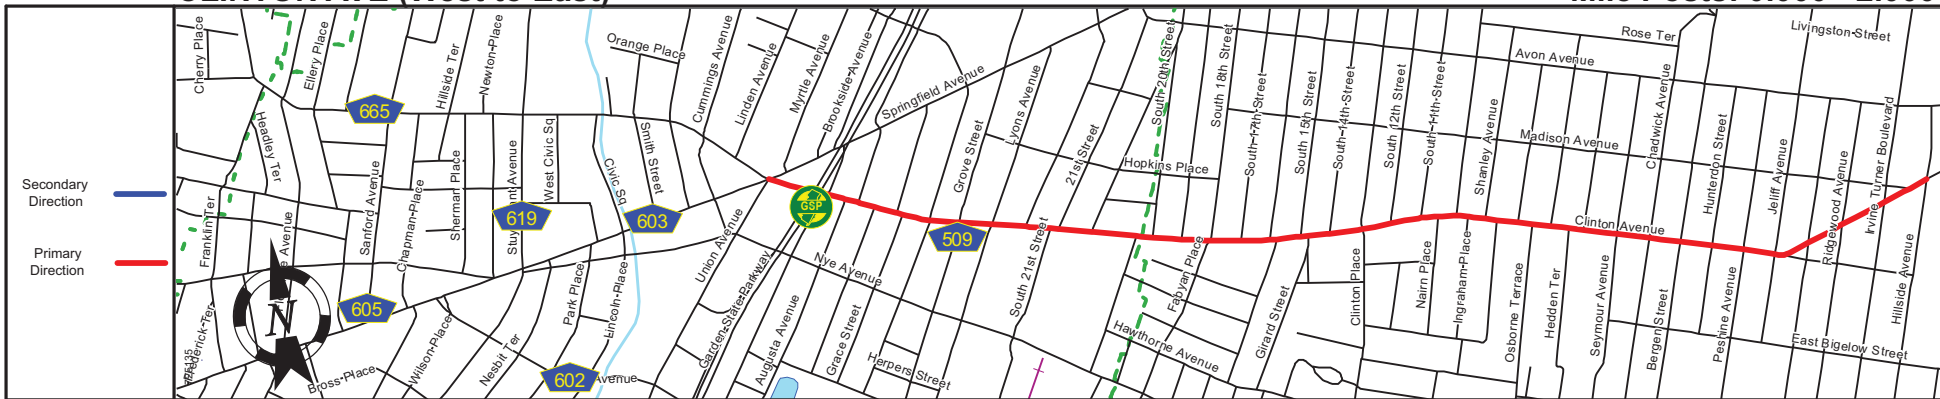 Secondary
Direction
Primary
Direction
Cherry Place
Ellery Place
Hillside Ter
Newton Place
Orange Place
Cummings Avenue
Linden Avenue
Myrtle Avenue
Brookside Avenue
Springfield Avenue
Lyons Avenue
Grove Street
21st Street
South 20th Street
South 18th Street
Hopkins Place
South 17th Street
South 15th Street
South 14th Street
South 12th Street
South 11th Street
Shanley Avenue
Avon Avenue
Rose Ter
Livingston Street
Madison Avenue
Chadwick Avenue
Hunterdon Street
Jeliff Avenue
Ridgewood Avenue
Irvine Turner Boulevard
665
Headley Ter
Sanford Avenue
Chapman Place
Sherman Place
West Civic Sq
Civic Sq
Smith Street
Franklin Ter
Avenue
619
603
GSP
509
Clinton Avenue
Union Avenue
Garden State Parkway
Nye Avenue
South 21st Street
Fabyan Place
Girard Street
Clinton Place
Nairn Place
Ingraham Place
Osborne Terrace
Hedden Ter
Seymour Avenue
Bergen Street
Peshine Avenue
Hillside Avenue
East Bigelow Street
Hawthorne Avenue
N
605
Bross Place
Wilson Place
Nesbit Ter
Park Place
Lincoln Place
602
Avenue
Augusta Avenue
Grace Street
Herpers Street